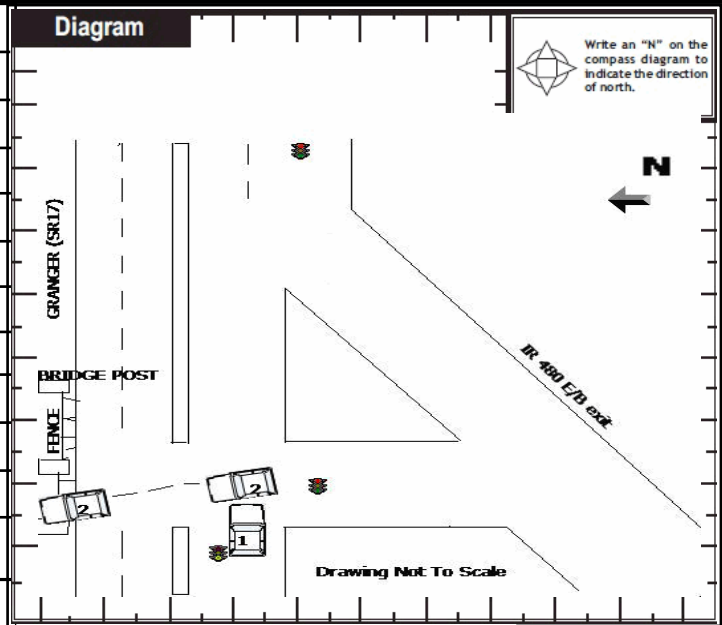 Diagram
Write an “N” on the
compass diagram to
indicate the direction
of north.
N
GRANGER (SR17)
BRIDGE POST
IR 480 E/B exit
FENCE
2
2
1
Drawing Not To Scale